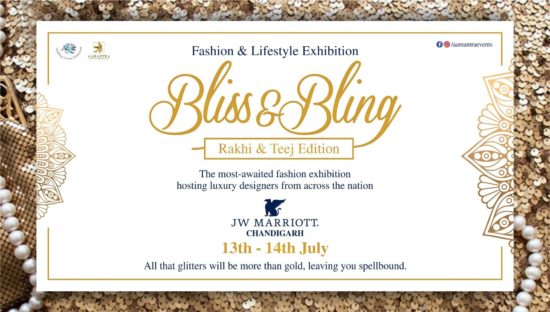 Fashion & Lifestyle Exhibition
/aamantraevents
Bliss & Bling
Rakhi & Teej Edition
The most-awaited fashion exhibition
hosting luxury designers from across the nation
JW MARRIOTT
CHANDIGARH
13th - 14th July
All that glitters will be more than gold, leaving you spellbound.